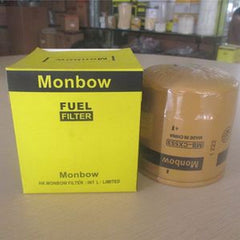 Monbow
FUEL
FILTER
Monbow
HK MONBOW FILTER (INT'L) LIMITED
Monbow
MADE IN CHINA